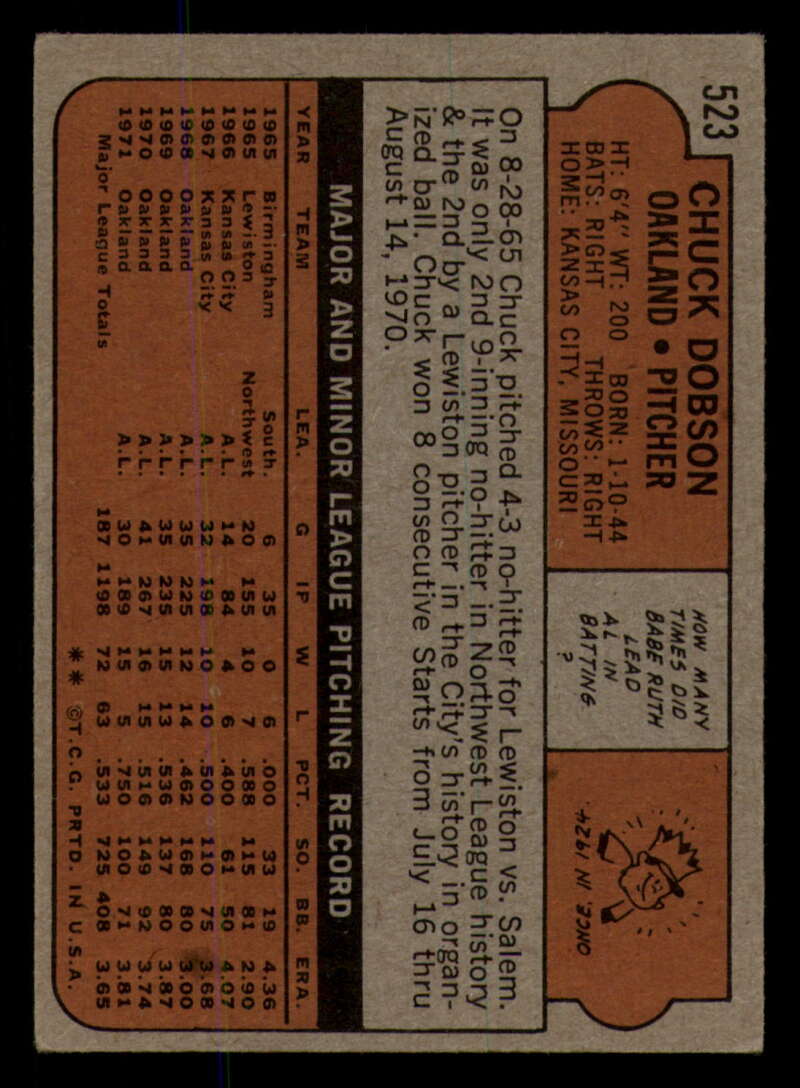 523
CHUCK DOBSON
OAKLAND • PITCHER
HT: 6'4" WT: 200 BORN: 1-10-44
BATS: RIGHT THROWS: RIGHT
HOME: KANSAS CITY, MISSOURI
HOW MANY
TIMES DID
BABE RUTH
LEAD
AL IN
BATTING
?
ONCE, IN 1924
On 8-28-65 Chuck pitched 4-3 no-hitter for Lewiston vs. Salem.
It was only 2nd 9-inning no-hitter in Northwest League history
& the 2nd by a Lewiston pitcher in the City's history in organ-
ized ball. Chuck won 8 consecutive Starts from July 16 thru
August 14, 1970.
MAJOR AND MINOR LEAGUE PITCHING RECORD
YEAR TEAM LEA. G IP W L PCT. SO. BB. ERA.
1965 Birmingham South. 6 35 0 6 .000 33 19 4.36
1965 Lewiston Northwest 20 155 10 7 .588 115 81 2.90
1966 Kansas City A.L. 14 84 4 6 .400 61 50 4.07
1967 Kansas City A.L. 32 198 10 10 .500 110 75 3.68
1968 Oakland A.L. 35 225 12 14 .462 168 80 3.00
1969 Oakland A.L. 35 235 15 13 .536 137 80 3.87
1970 Oakland A.L. 41 267 16 15 .516 149 92 3.74
1971 Oakland A.L. 30 189 15 5 .750 100 71 3.81
Major League Totals 187 1198 72 63 .533 725 408 3.65
** ©T.C.G. PRTD. IN U.S.A.